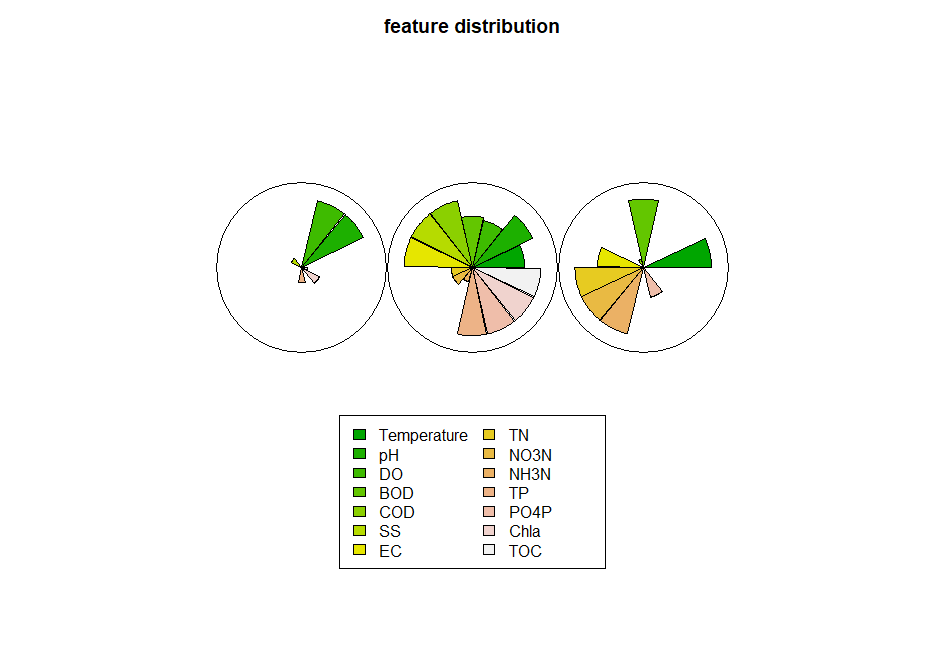 feature distribution
Temperature
pH
DO
BOD
COD
SS
EC
TN
NO3N
NH3N
TP
PO4P
Chla
TOC